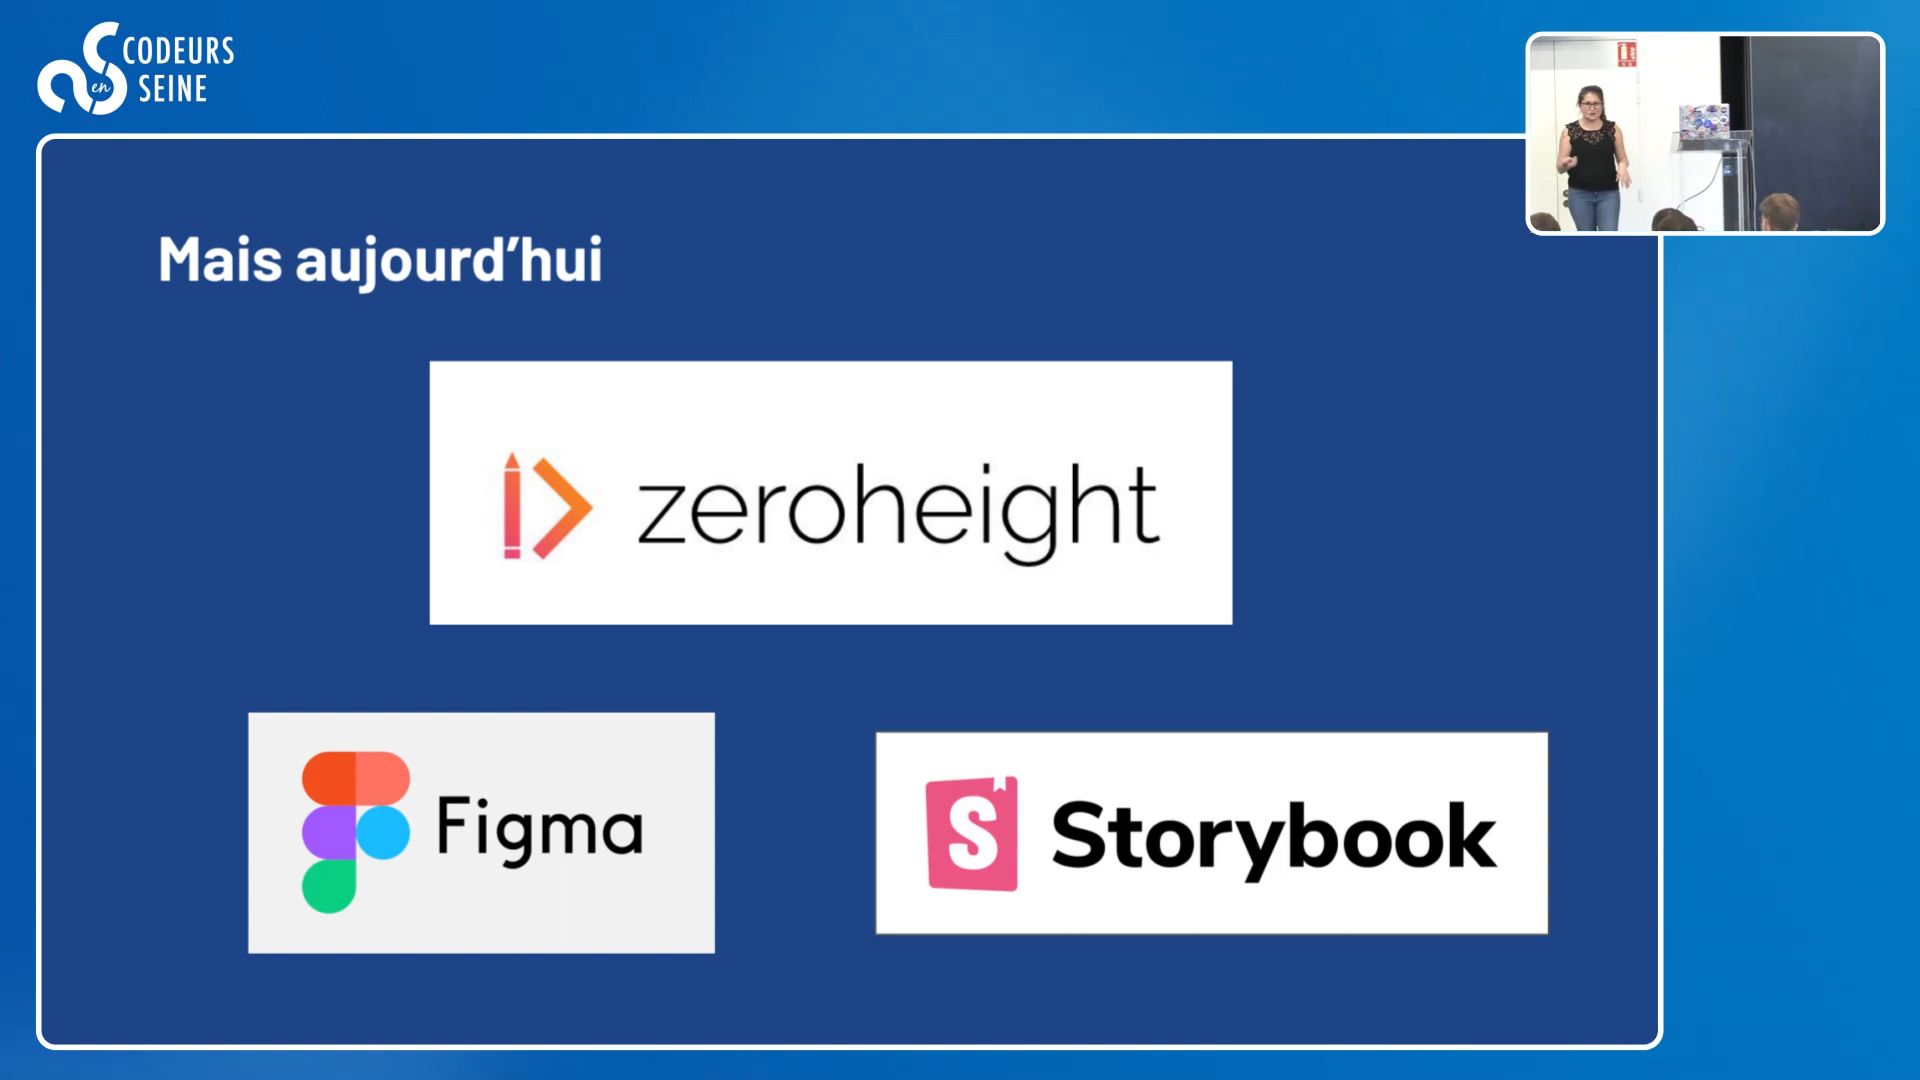 CODEURS
en SEINE
Mais aujourd’hui
zeroheight
Figma
S Storybook